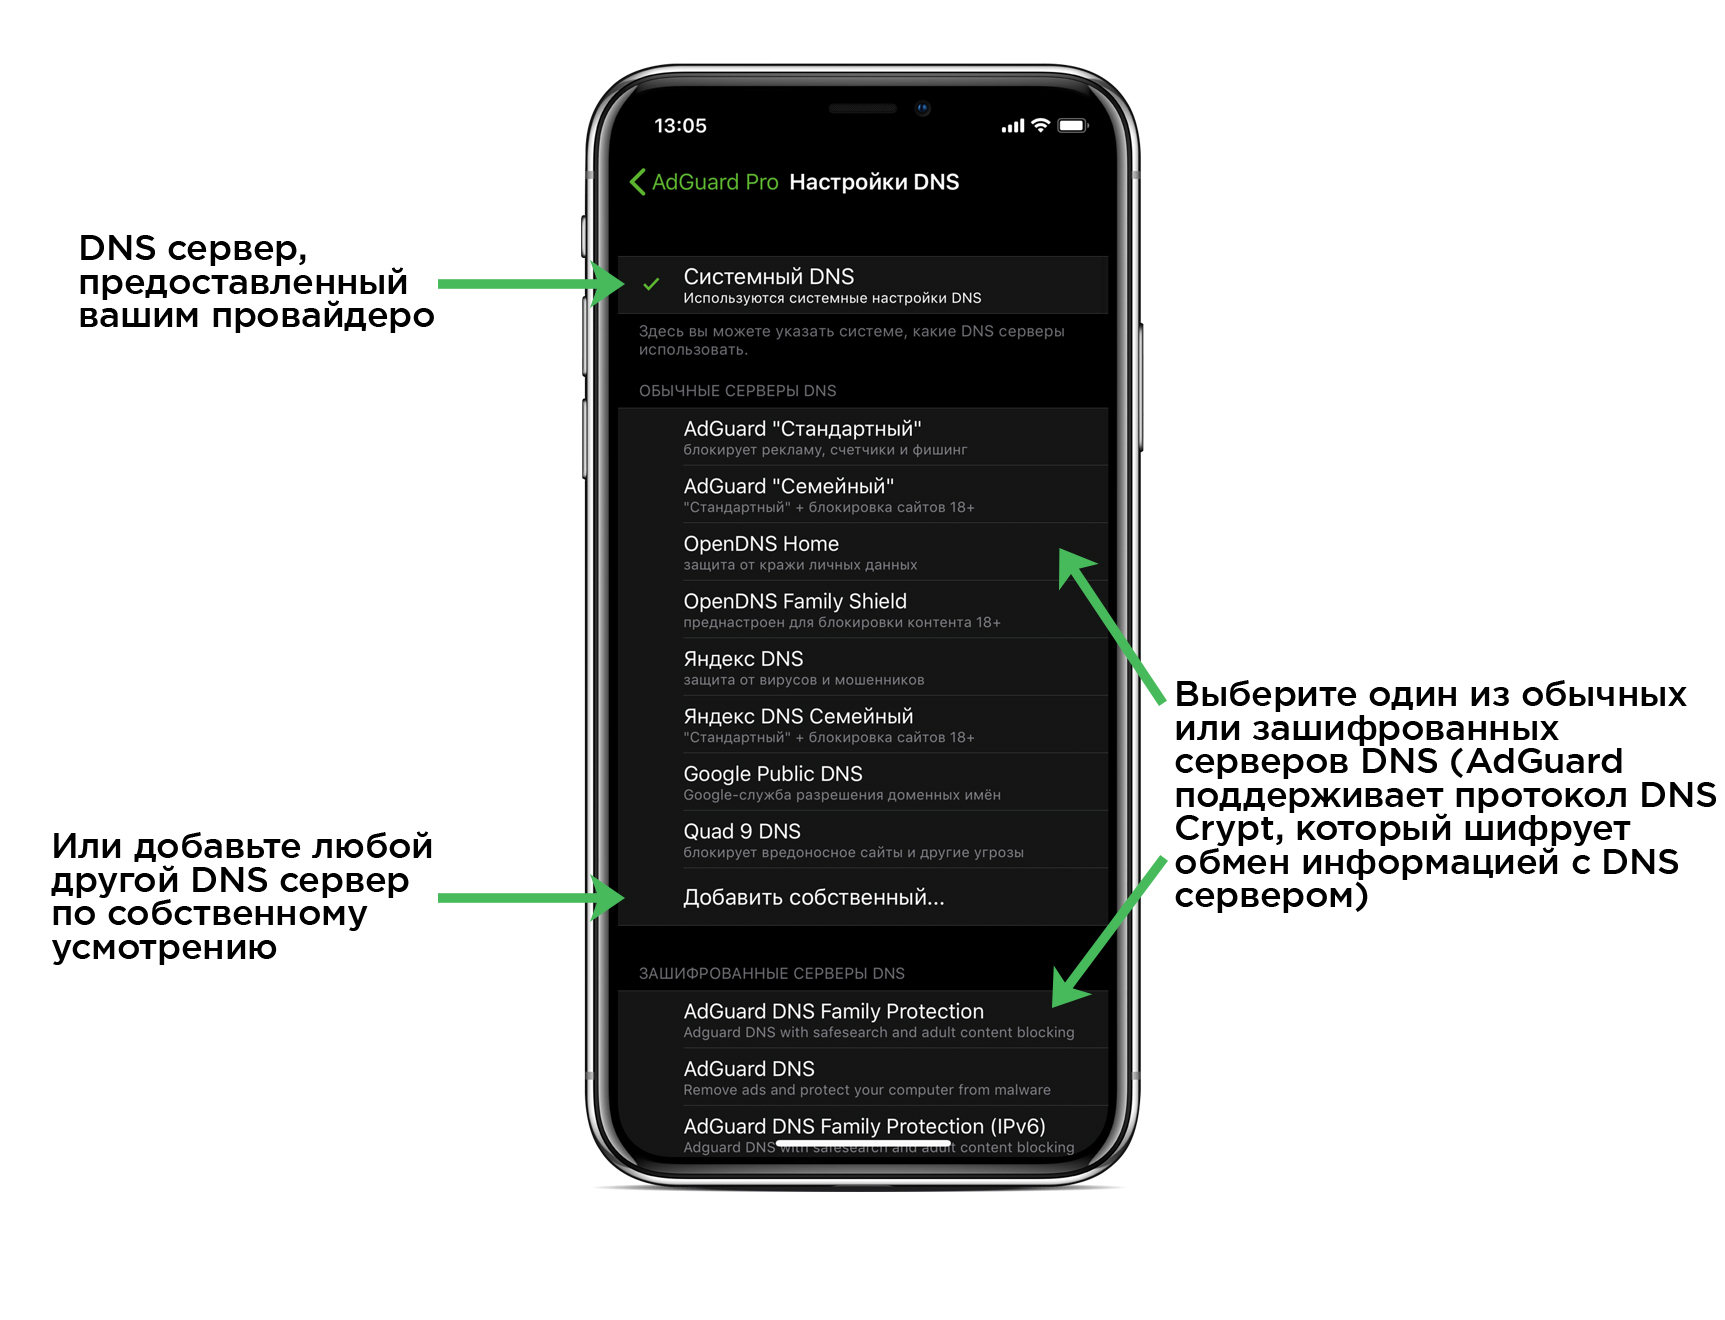 13:05
AdGuard Pro Настройки DNS
DNS сервер,
предоставленный
вашим провайдеро
Системный DNS
Используются системные настройки DNS
Здесь вы можете указать системе, какие DNS серверы
использовать.
ОБЫЧНЫЕ СЕРВЕРЫ DNS
AdGuard "Стандартный"
блокирует рекламу, счетчики и фишинг
AdGuard "Семейный"
"Стандартный" + блокировка сайтов 18+
OpenDNS Home
защита от кражи личных данных
OpenDNS Family Shield
преднастроен для блокировки контента 18+
Яндекс DNS
защита от вирусов и мошенников
Яндекс DNS Семейный
"Стандартный" + блокировка сайтов 18+
Google Public DNS
Google-служба разрешения доменных имён
Quad 9 DNS
блокирует вредоносное сайты и другие угрозы
Добавить собственный...
Выберите один из обычных
или зашифрованных
серверов DNS (AdGuard
поддерживает протокол DNS
Crypt, который шифрует
обмен информацией с DNS
сервером)
Или добавьте любой
другой DNS сервер
по собственному
усмотрению
ЗАШИФРОВАННЫЕ СЕРВЕРЫ DNS
AdGuard DNS Family Protection
Adguard DNS with safesearch and adult content blocking
AdGuard DNS
Remove ads and protect your computer from malware
AdGuard DNS Family Protection (IPv6)
Adguard DNS with safesearch and adult content blocking